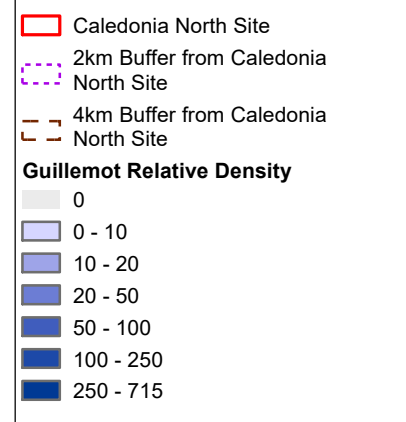 Caledonia North Site
2km Buffer from Caledonia
North Site
4km Buffer from Caledonia
North Site
Guillemot Relative Density
0
0 - 10
10 - 20
20 - 50
50 - 100
100 - 250
250 - 715